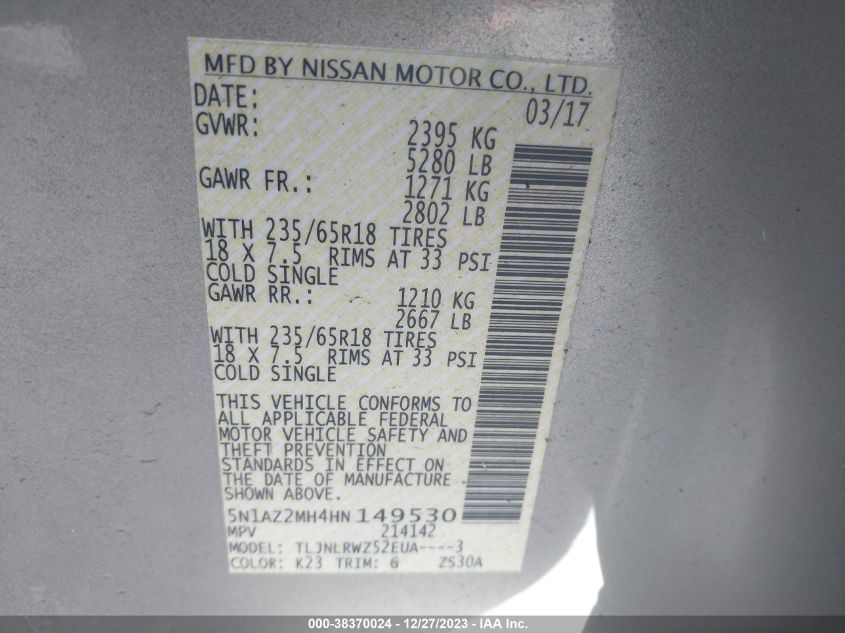 MFD BY NISSAN MOTOR CO., LTD.
DATE: 03/17
GVWR: 2395 KG
5280 LB
GAWR FR.: 1271 KG
2802 LB
WITH 235/65R18 TIRES
18 X 7.5 RIMS AT 33 PSI
COLD SINGLE
GAWR RR.: 1210 KG
2667 LB
WITH 235/65R18 TIRES
18 X 7.5 RIMS AT 33 PSI
COLD SINGLE
THIS VEHICLE CONFORMS TO
ALL APPLICABLE FEDERAL
MOTOR VEHICLE SAFETY AND
THEFT PREVENTION
STANDARDS IN EFFECT ON
THE DATE OF MANUFACTURE
SHOWN ABOVE.
5N1AZ2MH4HN149530
MPV 214142
MODEL: TLJNLRWZ52EUA----3
COLOR: K23 TRIM: G ZS30A
000-38370024 - 12/27/2023 - IAA Inc.